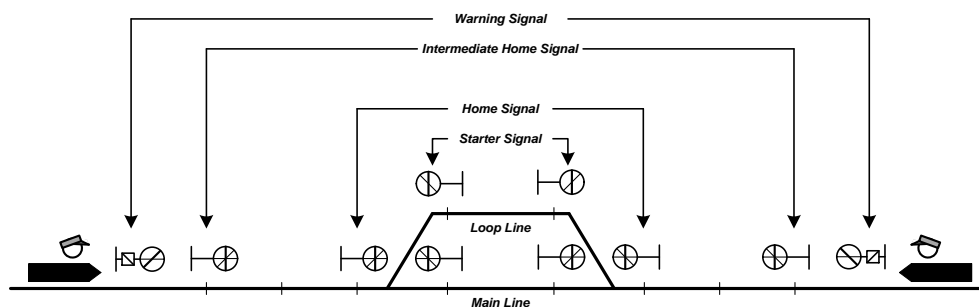 Warning Signal
Intermediate Home Signal
Home Signal
Starter Signal
Loop Line
Main Line